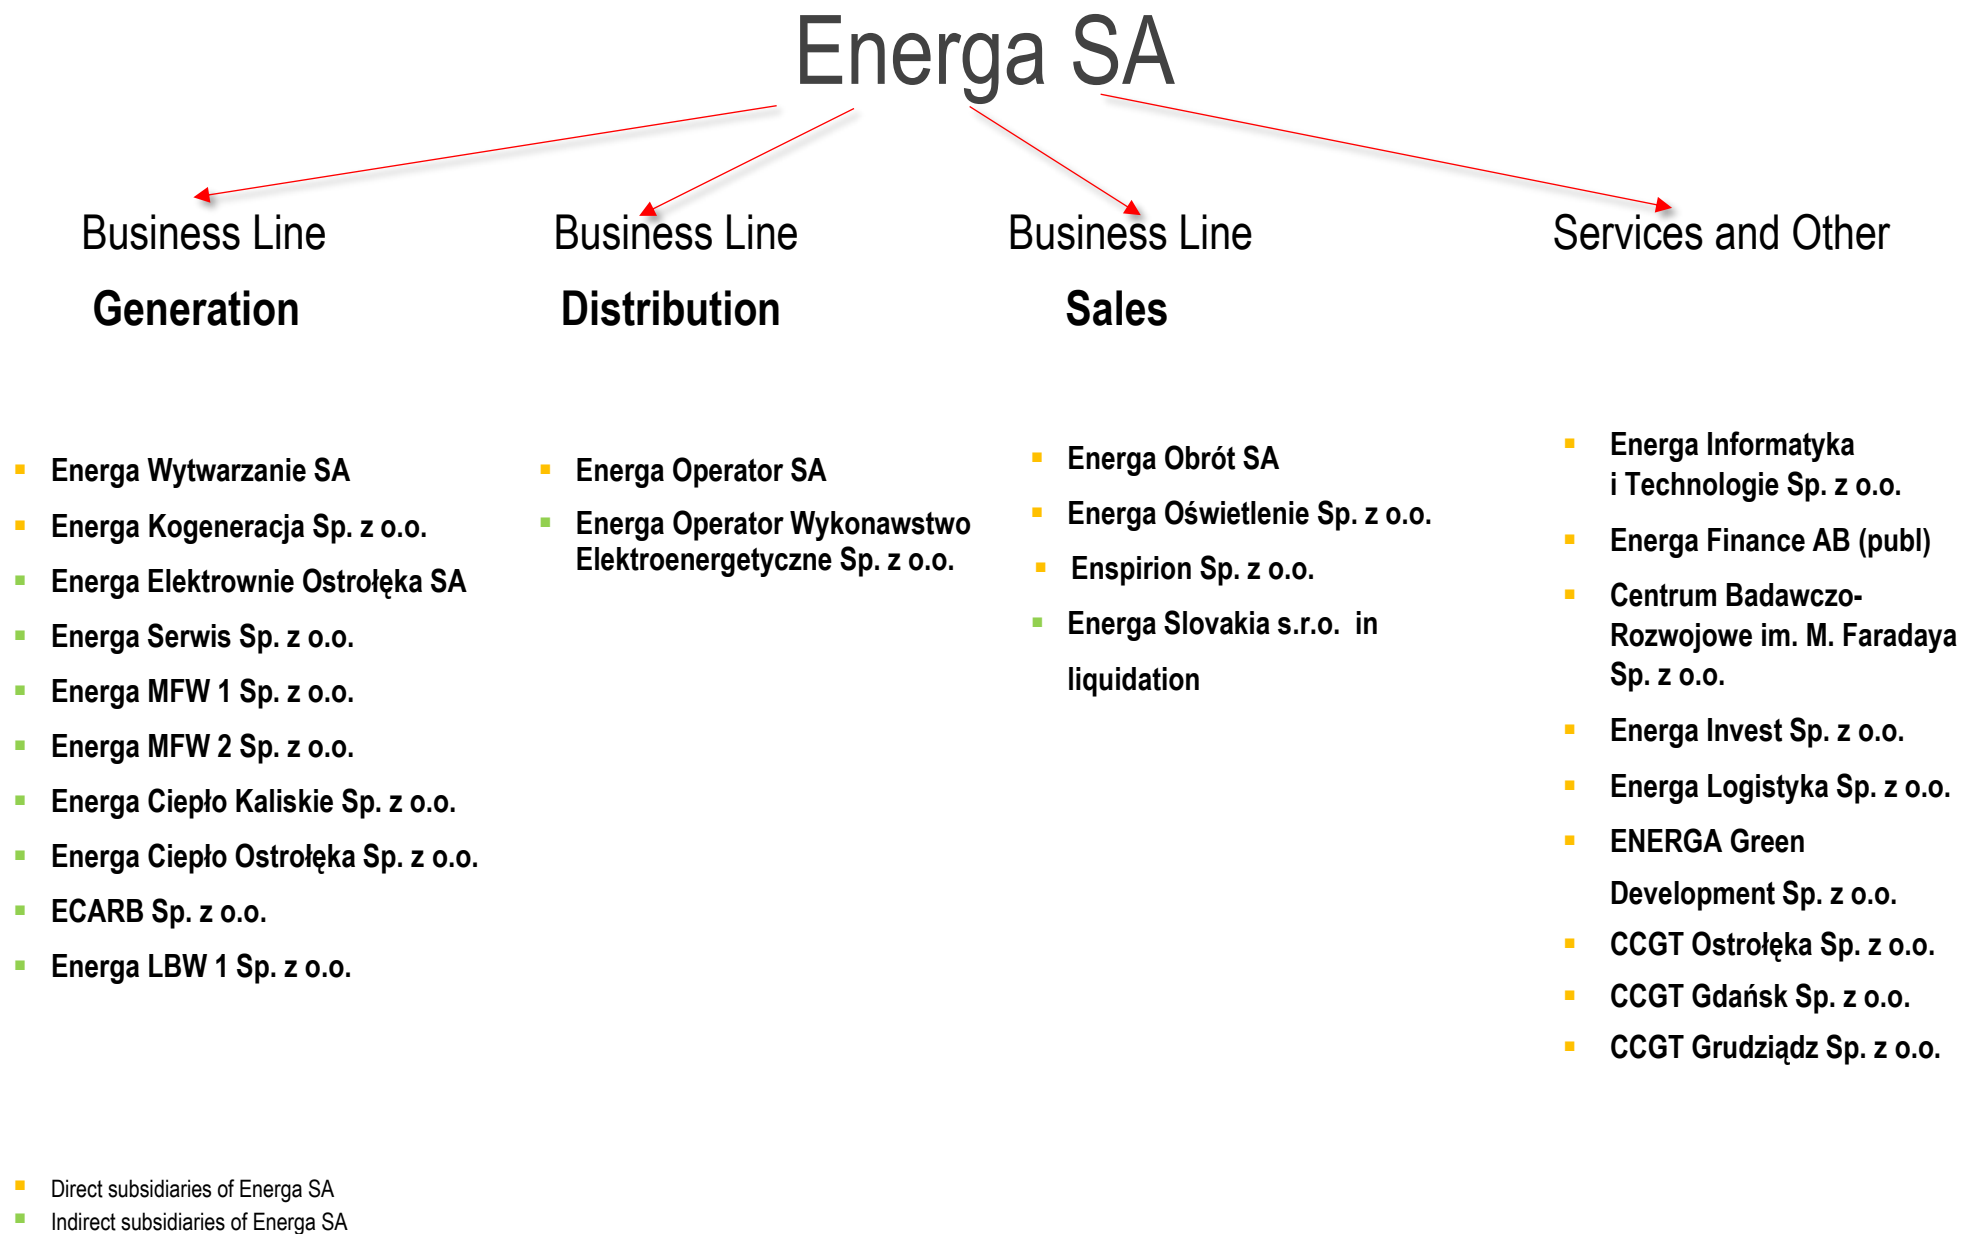 Energa SA
Business Line
Generation
Business Line
Distribution
Business Line
Sales
Services and Other
Energa Wytwarzanie SA
Energa Kogeneracja Sp. z o.o.
Energa Elektrownie Ostrołęka SA
Energa Serwis Sp. z o.o.
Energa MFW 1 Sp. z o.o.
Energa MFW 2 Sp. z o.o.
Energa Ciepło Kaliskie Sp. z o.o.
Energa Ciepło Ostrołęka Sp. z o.o.
ECARB Sp. z o.o.
Energa LBW 1 Sp. z o.o.
Energa Operator SA
Energa Operator Wykonawstwo
Elektroenergetyczne Sp. z o.o.
Energa Obrót SA
Energa Oświetlenie Sp. z o.o.
Enspirion Sp. z o.o.
Energa Slovakia s.r.o. in
liquidation
Energa Informatyka
i Technologie Sp. z o.o.
Energa Finance AB (publ)
Centrum Badawczo-
Rozwojowe im. M. Faradaya
Sp. z o.o.
Energa Invest Sp. z o.o.
Energa Logistyka Sp. z o.o.
ENERGA Green
Development Sp. z o.o.
CCGT Ostrołęka Sp. z o.o.
CCGT Gdańsk Sp. z o.o.
CCGT Grudziądz Sp. z o.o.
Direct subsidiaries of Energa SA
Indirect subsidiaries of Energa SA